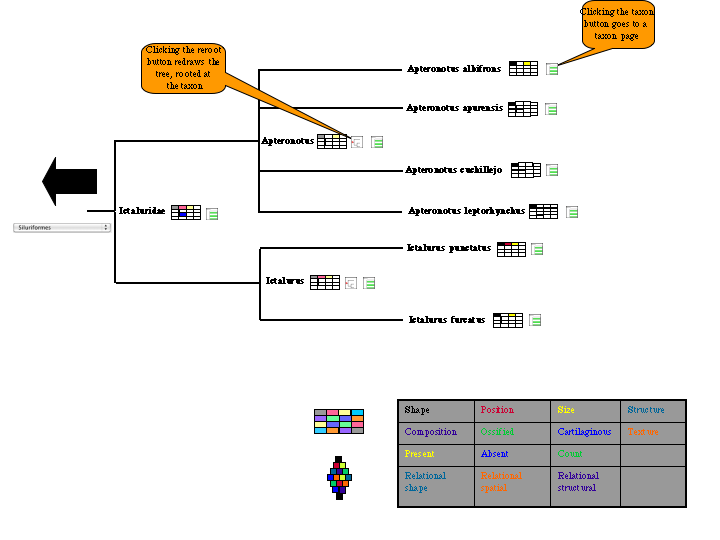 Clicking the taxon
button goes to a
taxon page
Clicking the reroot
button redraws the
tree, rooted at
the taxon
Apteronotus albifrons
Apteronotus apurensis
Apteronotus
Apteronotus cuchillejo
Ictaluridae
Apteronotus leptorhynchus
Siluriformes
Ictalurus punctatus
Ictalurus
Ictalurus furcatus
Shape Position Size Structure
Composition Ossified Cartilaginous Texture
Present Absent Count
Relational
shape
Relational
spatial
Relational
structural